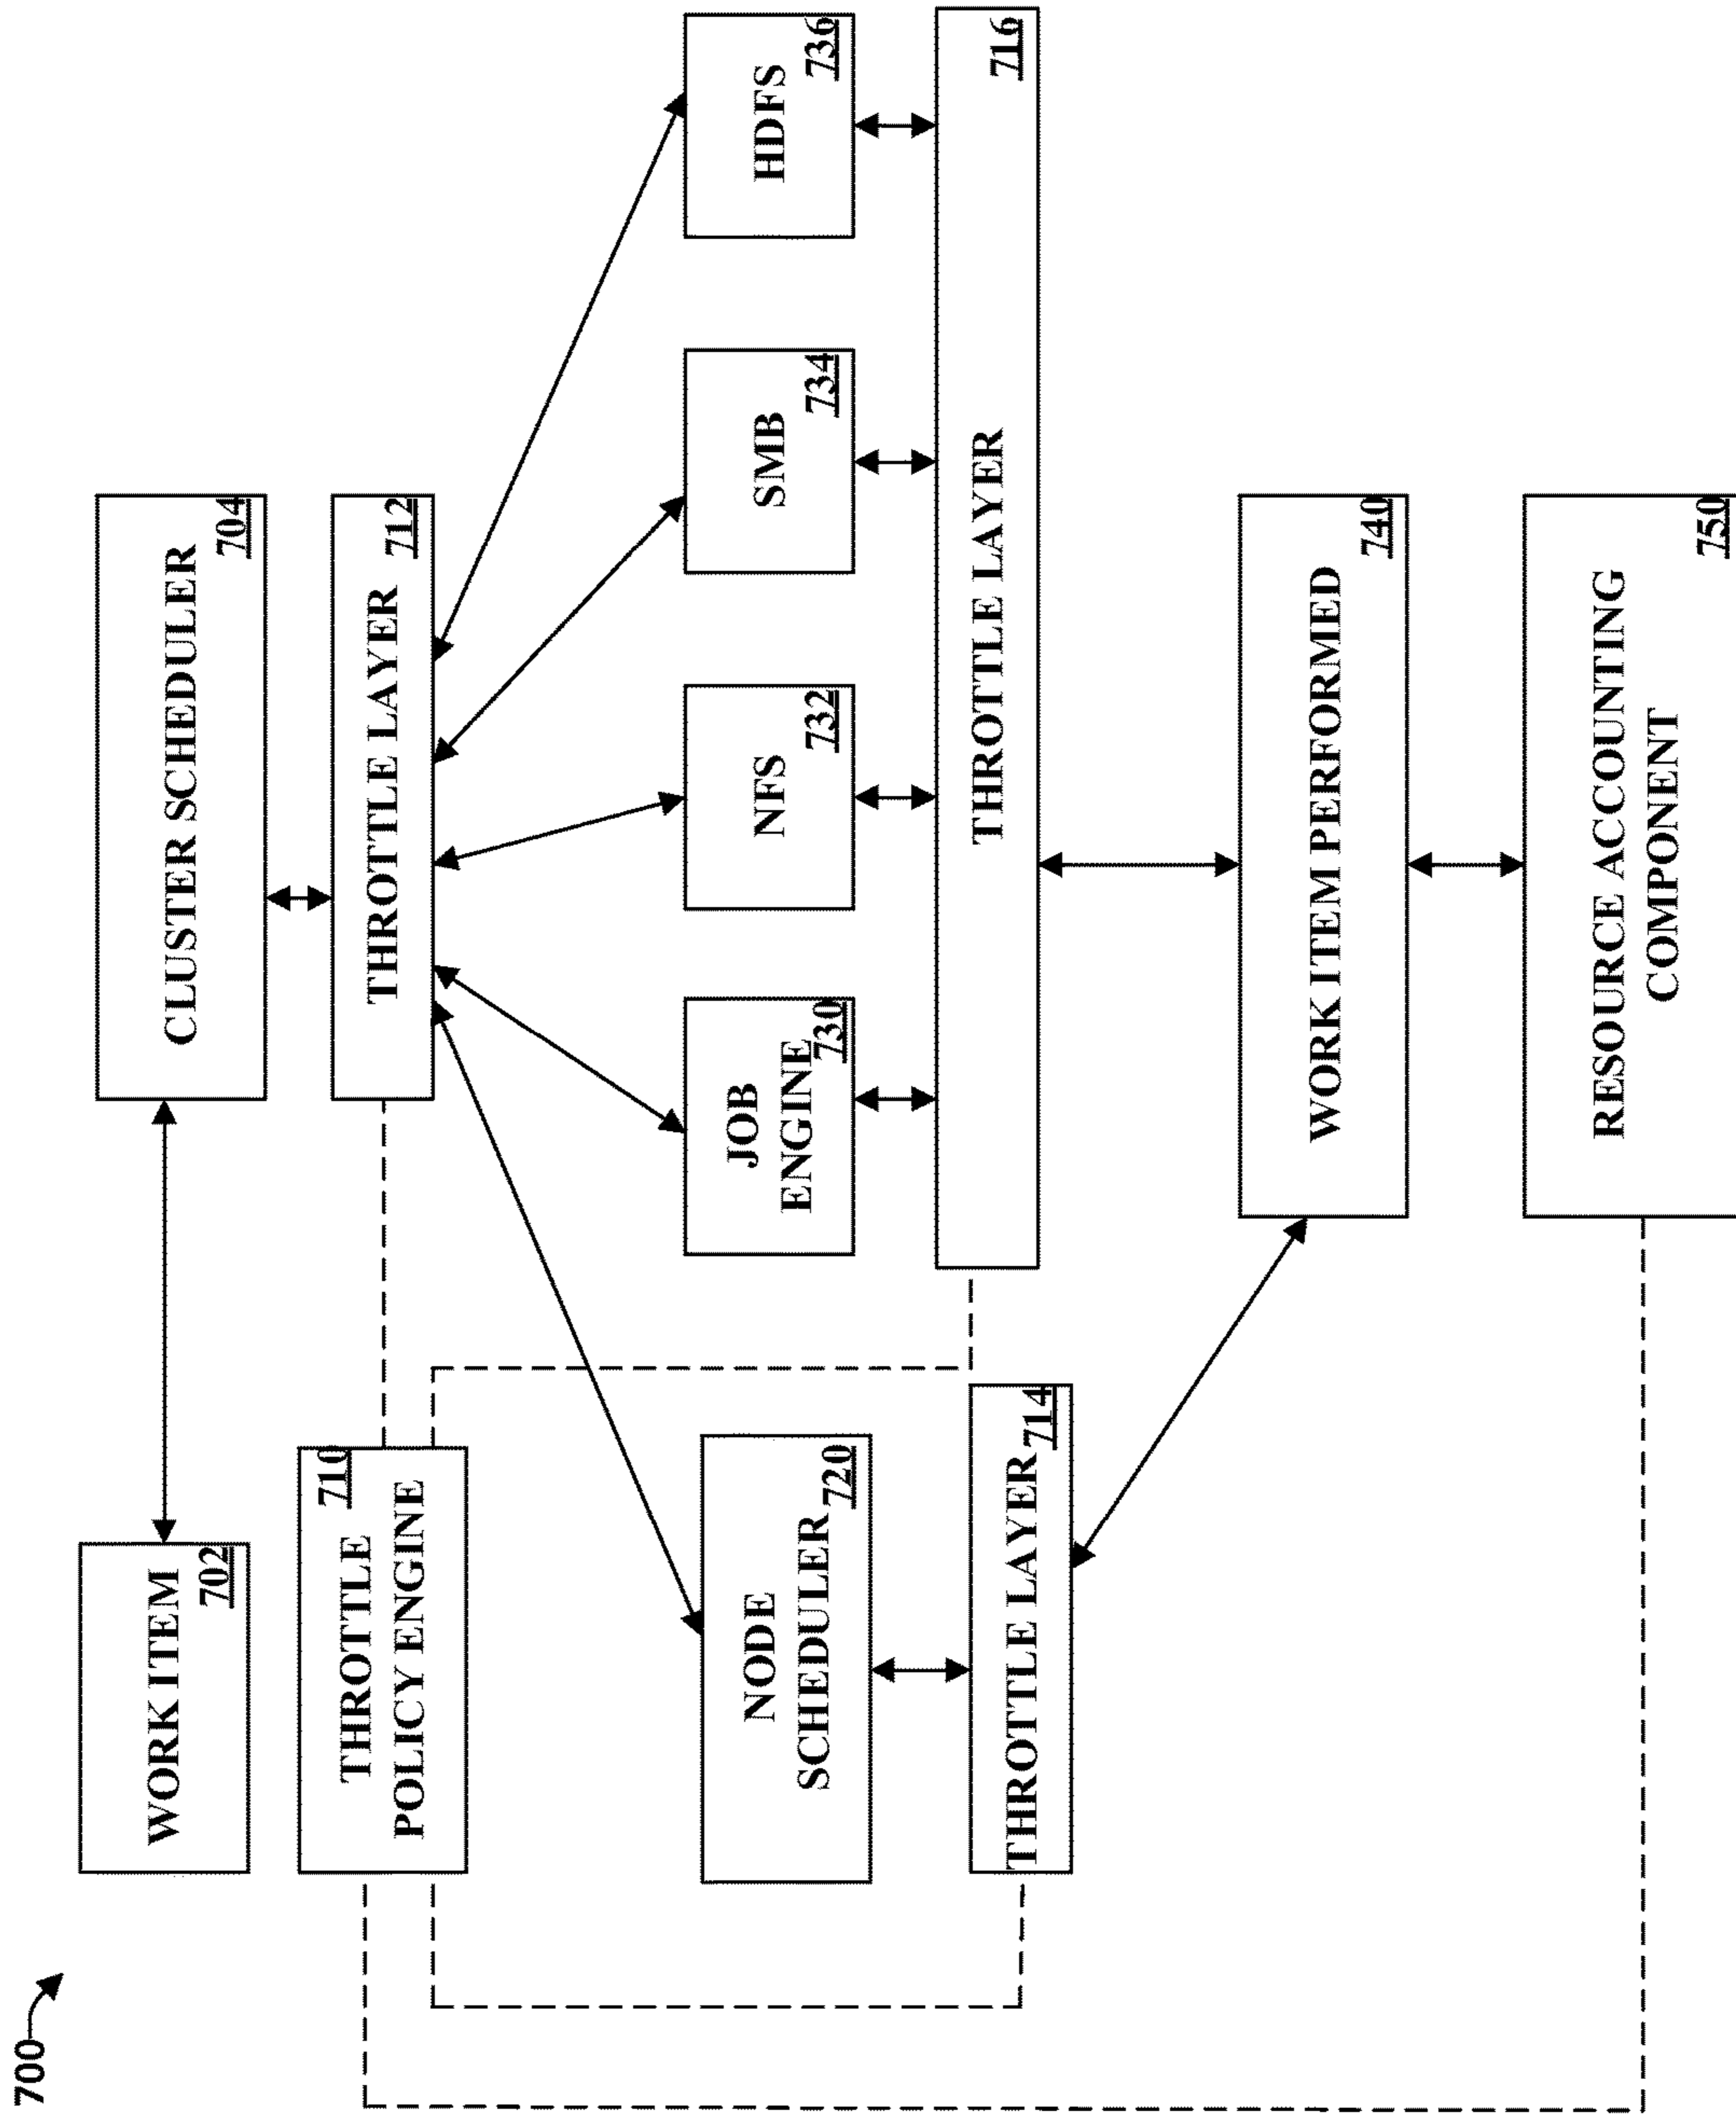 700
WORK ITEM
702
CLUSTER SCHEDULER
704
THROTTLE
POLICY ENGINE
710
THROTTLE LAYER
712
NODE
SCHEDULER
720
JOB
ENGINE
730
NFS
732
SMB
734
HDFS
736
THROTTLE LAYER
714
THROTTLE LAYER
716
WORK ITEM PERFORMED
740
RESOURCE ACCOUNTING
COMPONENT
750